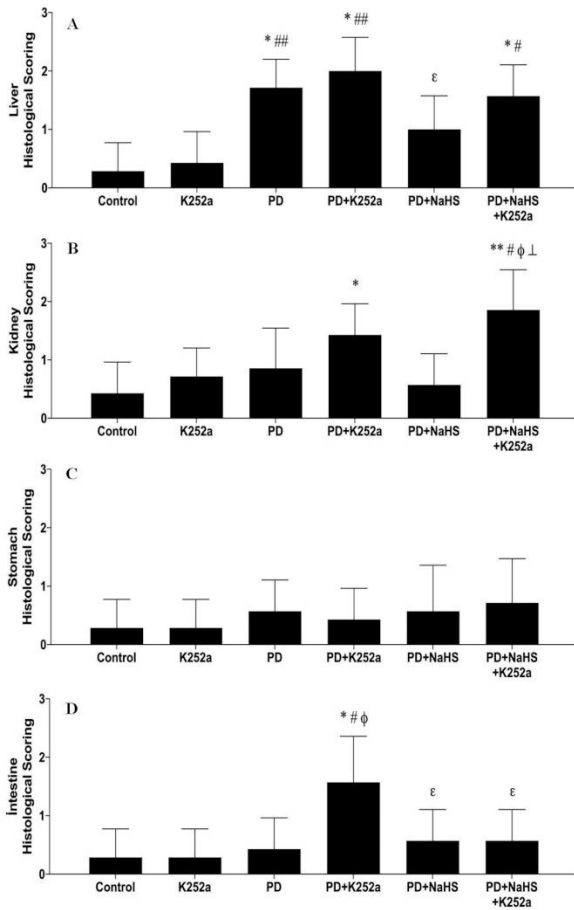 A
Liver
Histological Scoring
3
2
1
0
* ##
* ##
ε
* #
Control K252a PD PD+K252a PD+NaHS PD+NaHS
+K252a
B
Kidney
Histological Scoring
3
2
1
0
*
** # ϕ ⊥
Control K252a PD PD+K252a PD+NaHS PD+NaHS
+K252a
C
Stomach
Histological Scoring
3
2
1
0
Control K252a PD PD+K252a PD+NaHS PD+NaHS
+K252a
D
İntestine
Histological Scoring
3
2
1
0
* # ϕ
ε
ε
Control K252a PD PD+K252a PD+NaHS PD+NaHS
+K252a